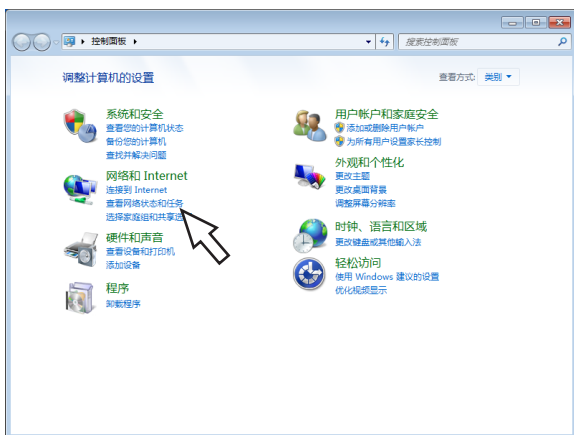 控制面板
搜索控制面板
调整计算机的设置
查看方式: 类别
系统和安全
查看您的计算机状态
备份您的计算机
查找并解决问题
网络和 Internet
连接到 Internet
查看网络状态和任务
选择家庭组和共享选
硬件和声音
查看设备和打印机
添加设备
程序
卸载程序
用户帐户和家庭安全
添加或删除用户帐户
为所有用户设置家长控制
外观和个性化
更改主题
更改桌面背景
调整屏幕分辨率
时钟、语言和区域
更改键盘或其他输入法
轻松访问
使用 Windows 建议的设置
优化视频显示